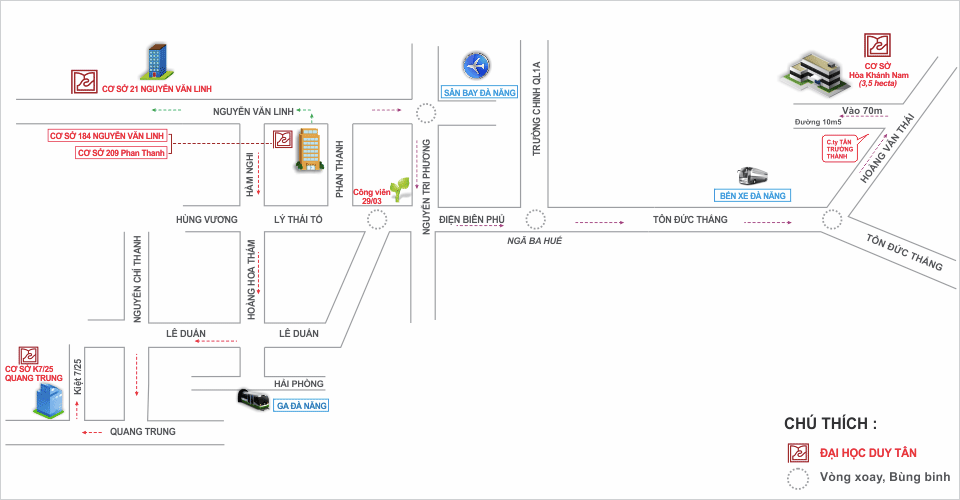 CƠ SỞ 21 NGUYỄN VĂN LINH
SÂN BAY ĐÀ NẴNG
TRƯỜNG CHINH QL1A
CƠ SỞ
Hòa Khánh Nam
(3,5 hecta)
NGUYỄN VĂN LINH
Vào 70m
Đường 10m5
CƠ SỞ 184 NGUYỄN VĂN LINH
CƠ SỞ 209 Phan Thanh
C.ty TÂN
TRƯỜNG
THÀNH
HOÀNG VĂN THÁI
HÀM NGHI
PHAN THANH
NGUYỄN TRI PHƯƠNG
Công viên
29/03
BẾN XE ĐÀ NẴNG
HÙNG VƯƠNG
LÝ THÁI TỔ
ĐIỆN BIÊN PHỦ
TÔN ĐỨC THẮNG
NGÃ BA HUẾ
TÔN ĐỨC THẮNG
NGUYỄN CHÍ THANH
HOÀNG HOA THÁM
LÊ DUẨN
LÊ DUẨN
CƠ SỞ K7/25
QUANG TRUNG
Kiệt 7/25
HẢI PHÒNG
GA ĐÀ NẴNG
QUANG TRUNG
CHÚ THÍCH :
ĐẠI HỌC DUY TÂN
Vòng xoay, Bùng binh